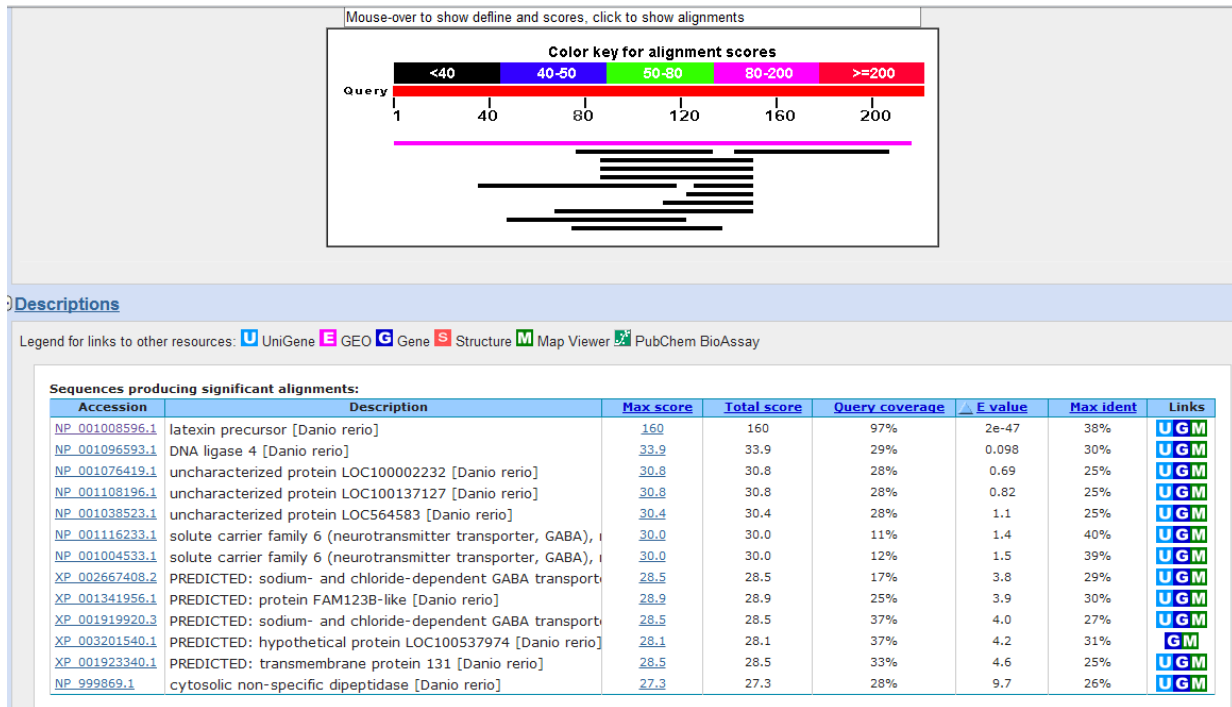 Mouse-over to show defline and scores, click to show alignments
Color key for alignment scores
<40 40-50 50-80 80-200 >=200
Query
1 40 80 120 160 200
Descriptions
Legend for links to other resources: U UniGene E GEO G Gene S Structure M Map Viewer PubChem BioAssay
Sequences producing significant alignments:
Accession Description Max score Total score Query coverage E value Max ident Links
NP_001008596.1 latexin precursor [Danio rerio] 160 160 97% 2e-47 38% U G M
NP_001096593.1 DNA ligase 4 [Danio rerio] 33.9 33.9 29% 0.098 30% U G M
NP_001076419.1 uncharacterized protein LOC100002232 [Danio rerio] 30.8 30.8 28% 0.69 25% U G M
NP_001108196.1 uncharacterized protein LOC100137127 [Danio rerio] 30.8 30.8 28% 0.82 25% U G M
NP_001038523.1 uncharacterized protein LOC564583 [Danio rerio] 30.4 30.4 28% 1.1 25% U G M
NP_001116233.1 solute carrier family 6 (neurotransmitter transporter, GABA), 30.0 30.0 11% 1.4 40% U G M
NP_001004533.1 solute carrier family 6 (neurotransmitter transporter, GABA), 30.0 30.0 12% 1.5 39% U G M
XP_002667408.2 PREDICTED: sodium- and chloride-dependent GABA transporte 28.5 28.5 17% 3.8 29% U G M
XP_001341956.1 PREDICTED: protein FAM123B-like [Danio rerio] 28.9 28.9 25% 3.9 30% U G M
XP_001919920.3 PREDICTED: sodium- and chloride-dependent GABA transporte 28.5 28.5 37% 4.0 27% U G M
XP_003201540.1 PREDICTED: hypothetical protein LOC100537974 [Danio rerio] 28.1 28.1 37% 4.2 31% G M
XP_001923340.1 PREDICTED: transmembrane protein 131 [Danio rerio] 28.5 28.5 33% 4.6 25% U G M
NP_999869.1 cytosolic non-specific dipeptidase [Danio rerio] 27.3 27.3 28% 9.7 26% U G M